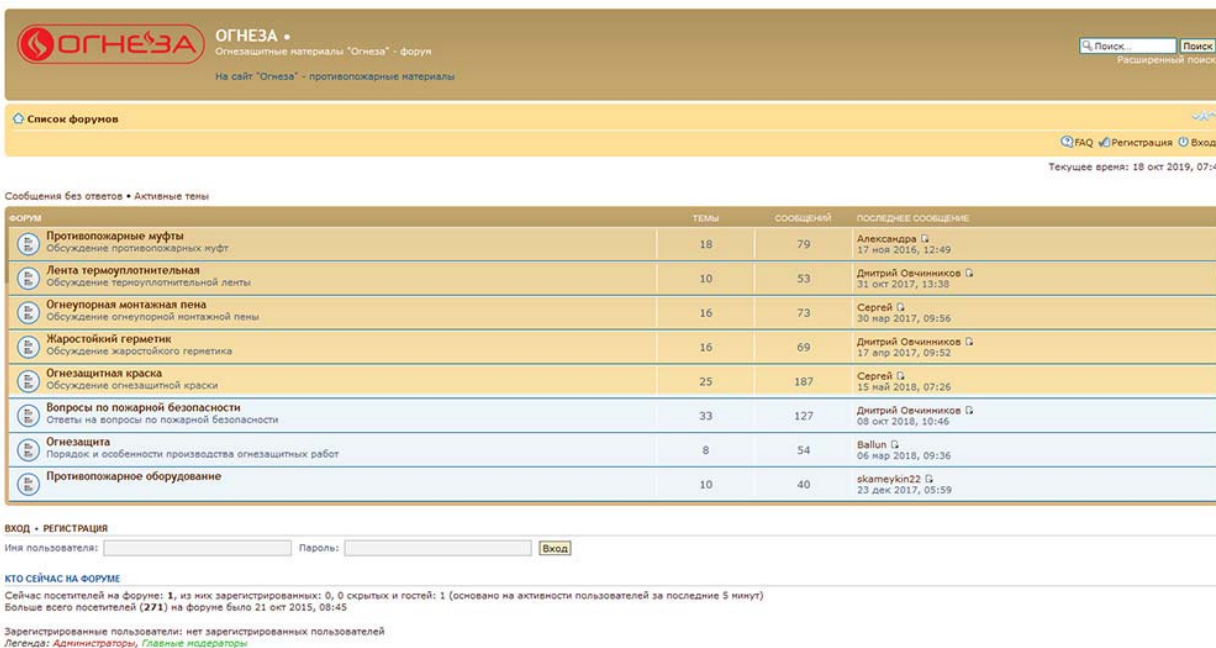 ОГНЕЗА
ОГНЕЗА •
Огнезащитные материалы "Огнеза" - форум
На сайт "Огнеза" - противопожарные материалы
Поиск... Поиск
Расширенный поиск
Список форумов
FAQ Регистрация Вход
Текущее время: 18 окт 2019, 07:4
Сообщения без ответов • Активные темы
ФОРУМ ТЕМЫ СООБЩЕНИЙ ПОСЛЕДНЕЕ СООБЩЕНИЕ
Противопожарные муфты
Обсуждение противопожарных муфт
18 79
Александра
17 ноя 2016, 12:49
Лента термоуплотнительная
Обсуждение термоуплотнительной ленты
10 53
Дмитрий Овчинников
31 окт 2017, 13:38
Огнеупорная монтажная пена
Обсуждение огнеупорной монтажной пены
16 73
Сергей
30 мар 2017, 09:56
Жаростойкий герметик
Обсуждение жаростойкого герметика
16 69
Дмитрий Овчинников
17 апр 2017, 09:52
Огнезащитная краска
Обсуждение огнезащитной краски
25 187
Сергей
15 май 2018, 07:26
Вопросы по пожарной безопасности
Ответы на вопросы по пожарной безопасности
33 127
Дмитрий Овчинников
08 окт 2018, 10:46
Огнезащита
Порядок и особенности производства огнезащитных работ
8 54
Ballun
06 мар 2018, 09:36
Противопожарное оборудование
10 40
skameykin22
23 дек 2017, 05:59
ВХОД • РЕГИСТРАЦИЯ
Имя пользователя: Пароль: Вход
КТО СЕЙЧАС НА ФОРУМЕ
Сейчас посетителей на форуме: 1, из них зарегистрированных: 0, 0 скрытых и гостей: 1 (основано на активности пользователей за последние 5 минут)
Больше всего посетителей (271) на форуме было 21 окт 2015, 08:45
Зарегистрированные пользователи: нет зарегистрированных пользователей
Легенда: Администраторы, Главные модераторы